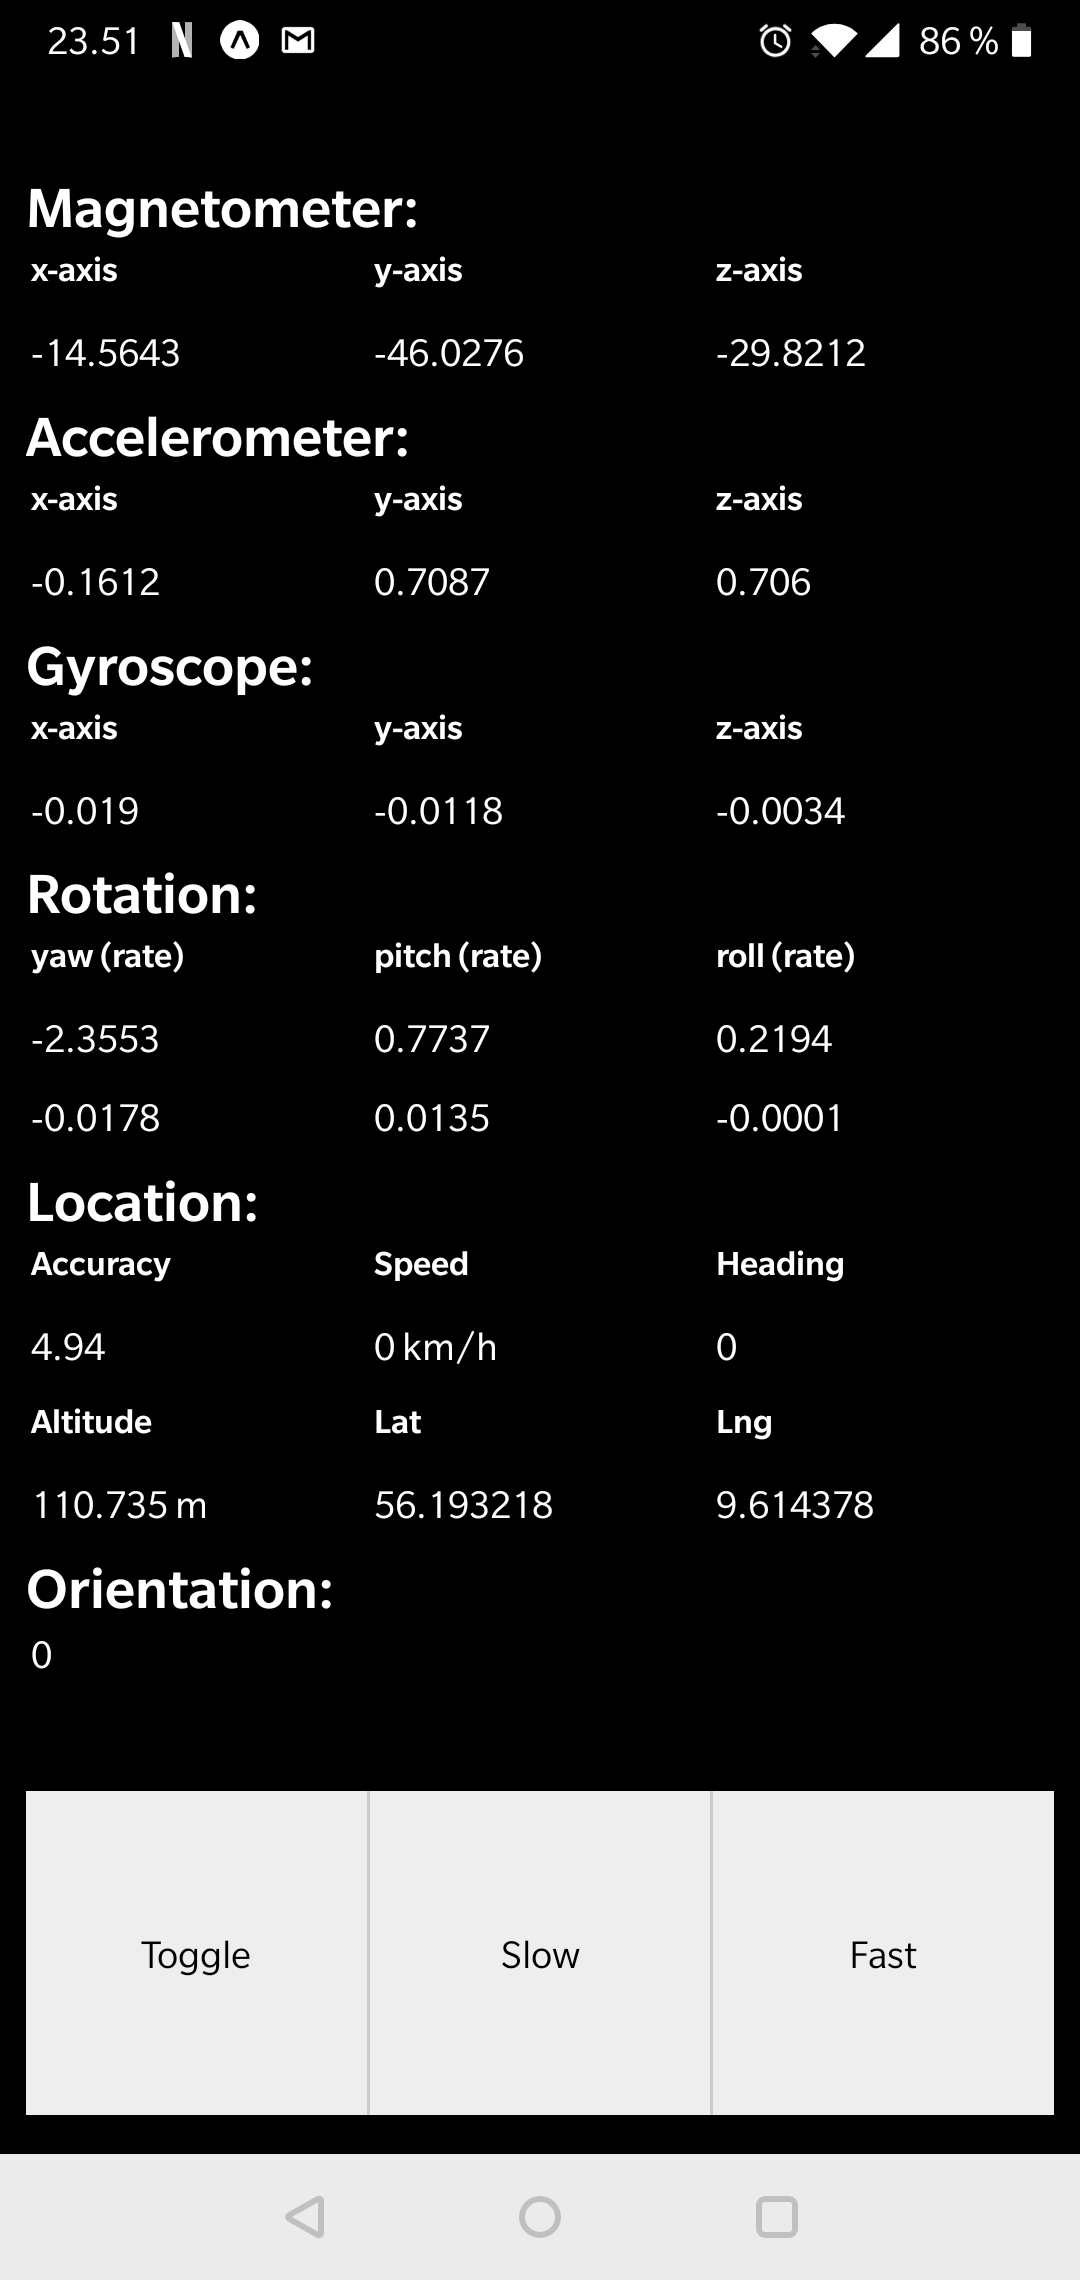 23.51 86 %
Magnetometer:
x-axis y-axis z-axis
-14.5643 -46.0276 -29.8212
Accelerometer:
x-axis y-axis z-axis
-0.1612 0.7087 0.706
Gyroscope:
x-axis y-axis z-axis
-0.019 -0.0118 -0.0034
Rotation:
yaw (rate) pitch (rate) roll (rate)
-2.3553 0.7737 0.2194
-0.0178 0.0135 -0.0001
Location:
Accuracy Speed Heading
4.94 0 km/h 0
Altitude Lat Lng
110.735 m 56.193218 9.614378
Orientation:
0
Toggle Slow Fast